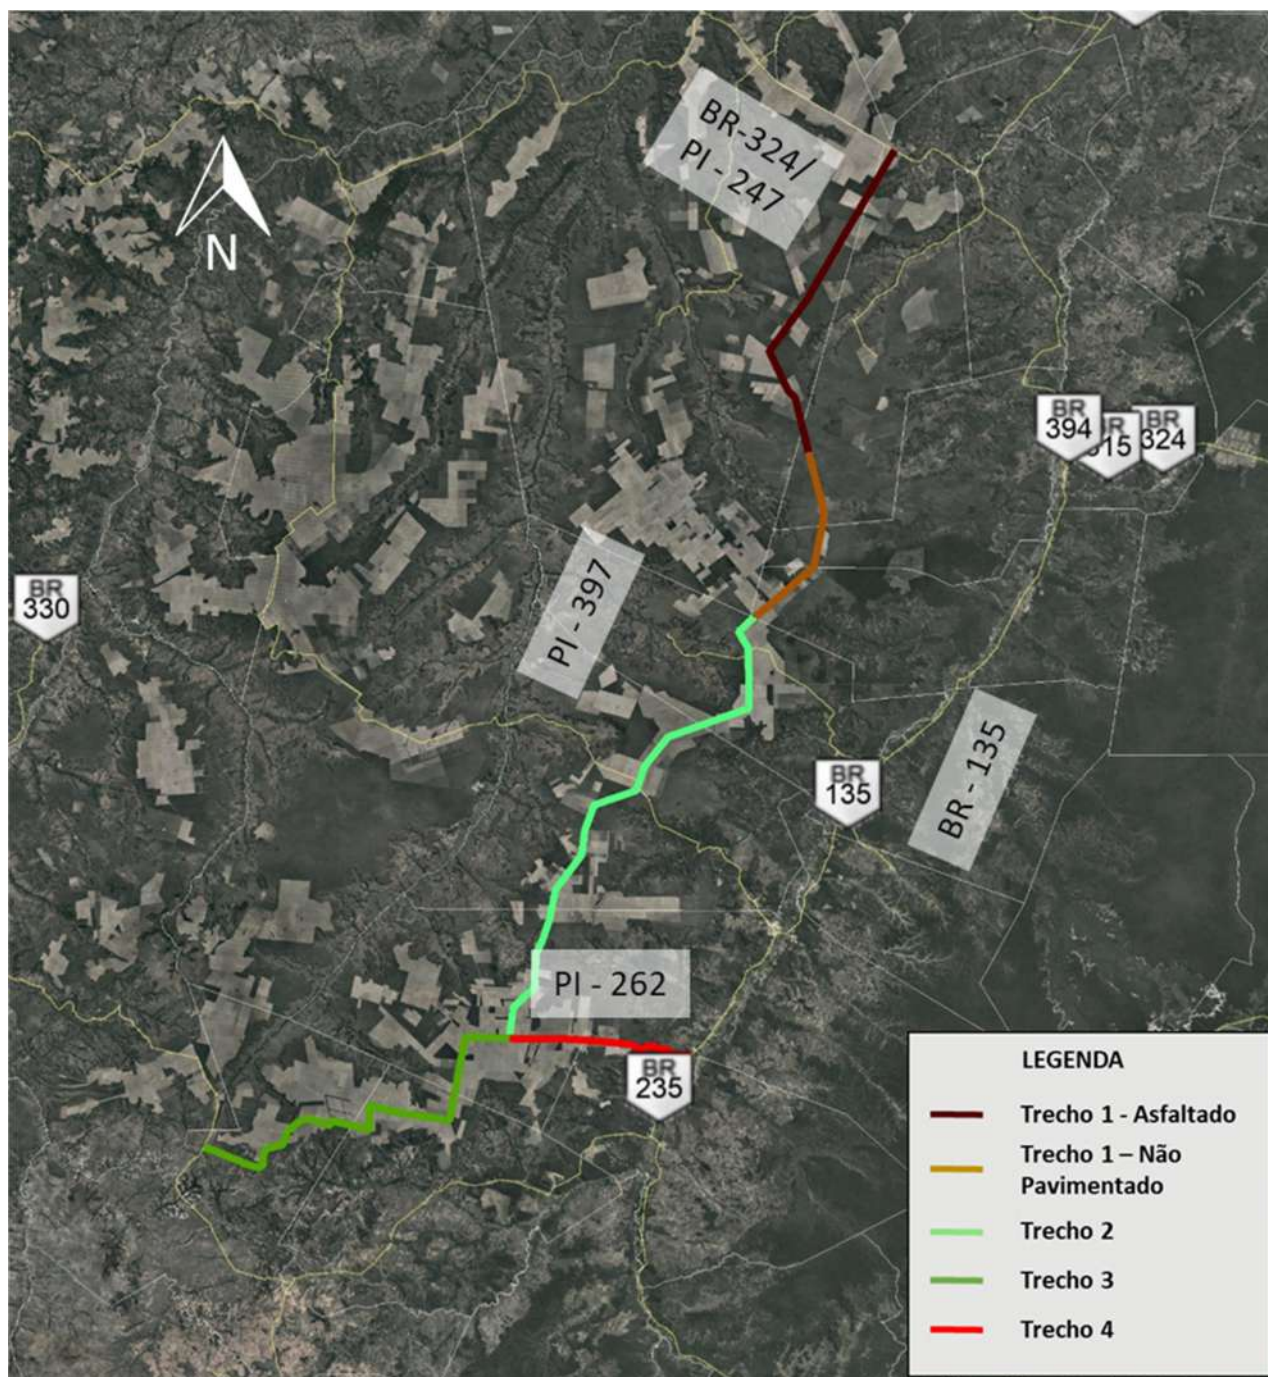 BR-324/
PI - 247
N
BR
394
BR
324
PI - 397
BR
330
BR - 135
BR
135
PI - 262
BR
235
LEGENDA
Trecho 1 - Asfaltado
Trecho 1 – Não
Pavimentado
Trecho 2
Trecho 3
Trecho 4